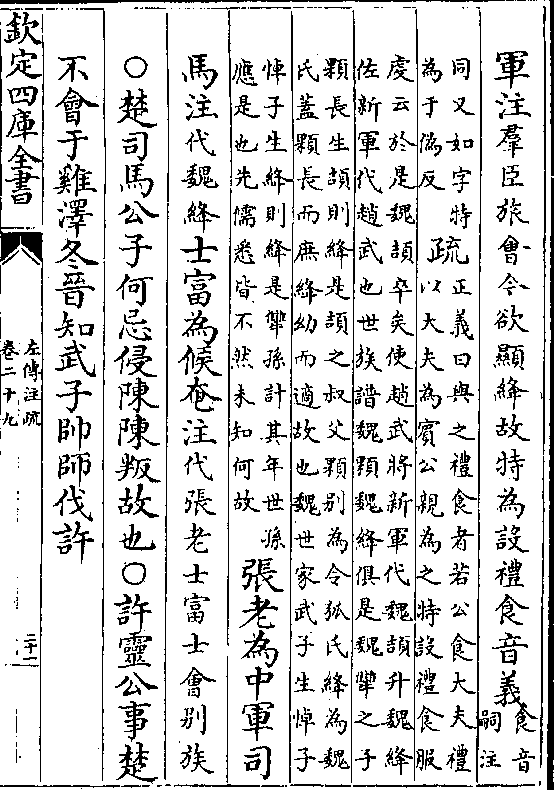 軍注羣臣旅會今欲顯絳故特為設禮食音義食音嗣注
同又如字特為于偽反疏正義曰與之禮食者若公食大夫禮以大夫為賓公親為之特設禮食服
虔云於是魏頡卒矣使趙武將新軍代魏頡升魏絳佐新軍代趙武也世族譜魏顆魏絳俱是魏犨之子
顆長生頡則絳是頡之叔父顆别為令狐氏絳為魏氏蓋顆長而庶絳幼而適故也魏世家武子生悼子
悼子生絳則絳是犨孫計其年世孫應是也先儒悉皆不然未知何故張老為中軍司
馬注代魏絳士富為候奄注代張老士富士會别族
○楚司馬公子何忌侵陳陳叛故也○許靈公事楚
不會于雞澤冬晉知武子帥師伐許
欽定四庫全書
左傳注疏
卷二十九
二十一